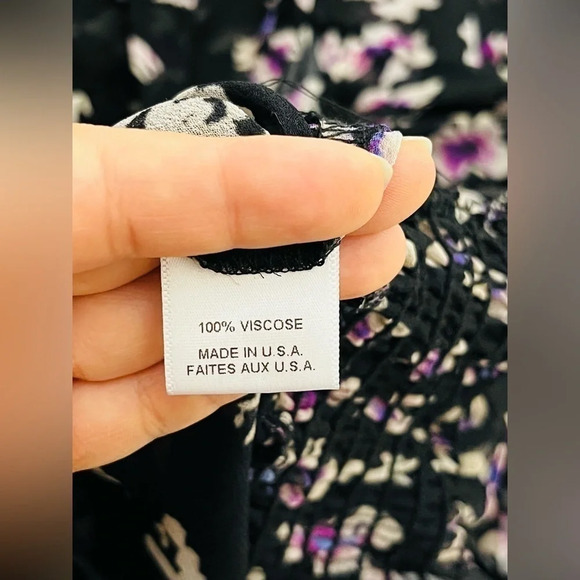 100% VISCOSE
MADE IN U.S.A.
FAITES AUX U.S.A.